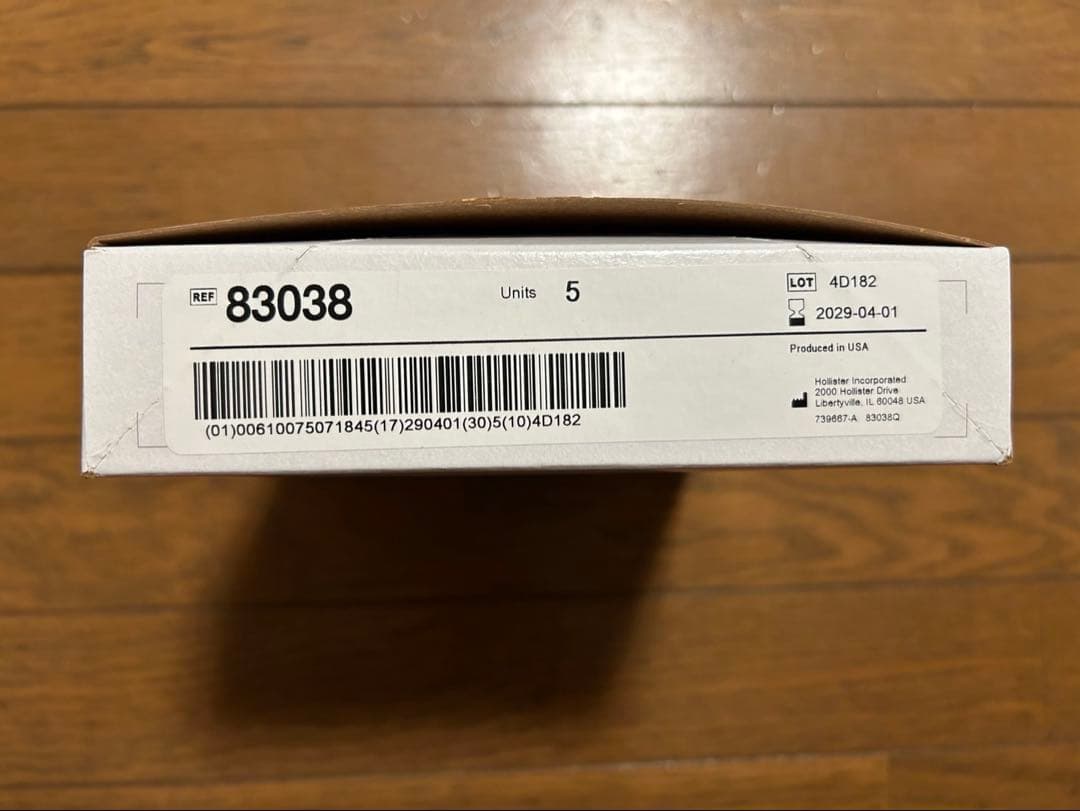 REF 83038 Units 5 LOT 4D182
2029-04-01
Produced in USA
(01)00610075071845(17)290401(30)5(10)4D182
Hollister Incorporated
2000 Hollister Drive
Libertyville, IL 60048 USA
739667-A 83038Q